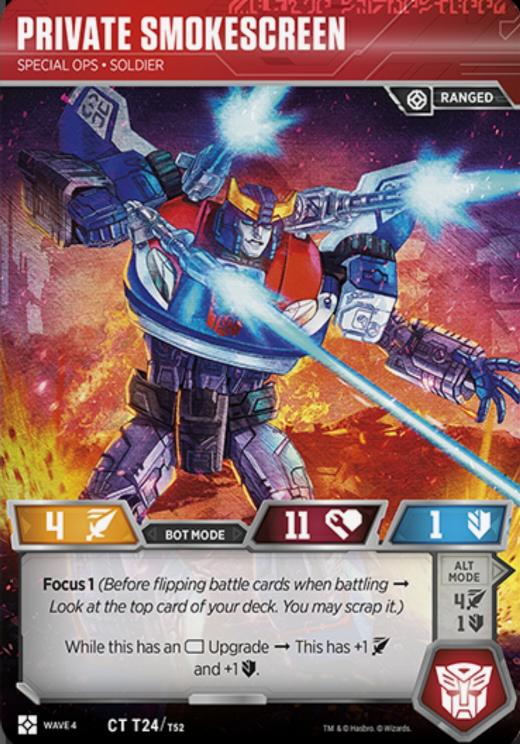 PRIVATE SMOKESCREEN
SPECIAL OPS • SOLDIER
RANGED
4
BOT MODE
11
1
Focus 1 (Before flipping battle cards when battling →
Look at the top card of your deck. You may scrap it.)
While this has an Upgrade → This has +1
and +1 .
ALT
MODE
4
1
WAVE 4
CT T24/T52
TM & © Hasbro. © Wizards.